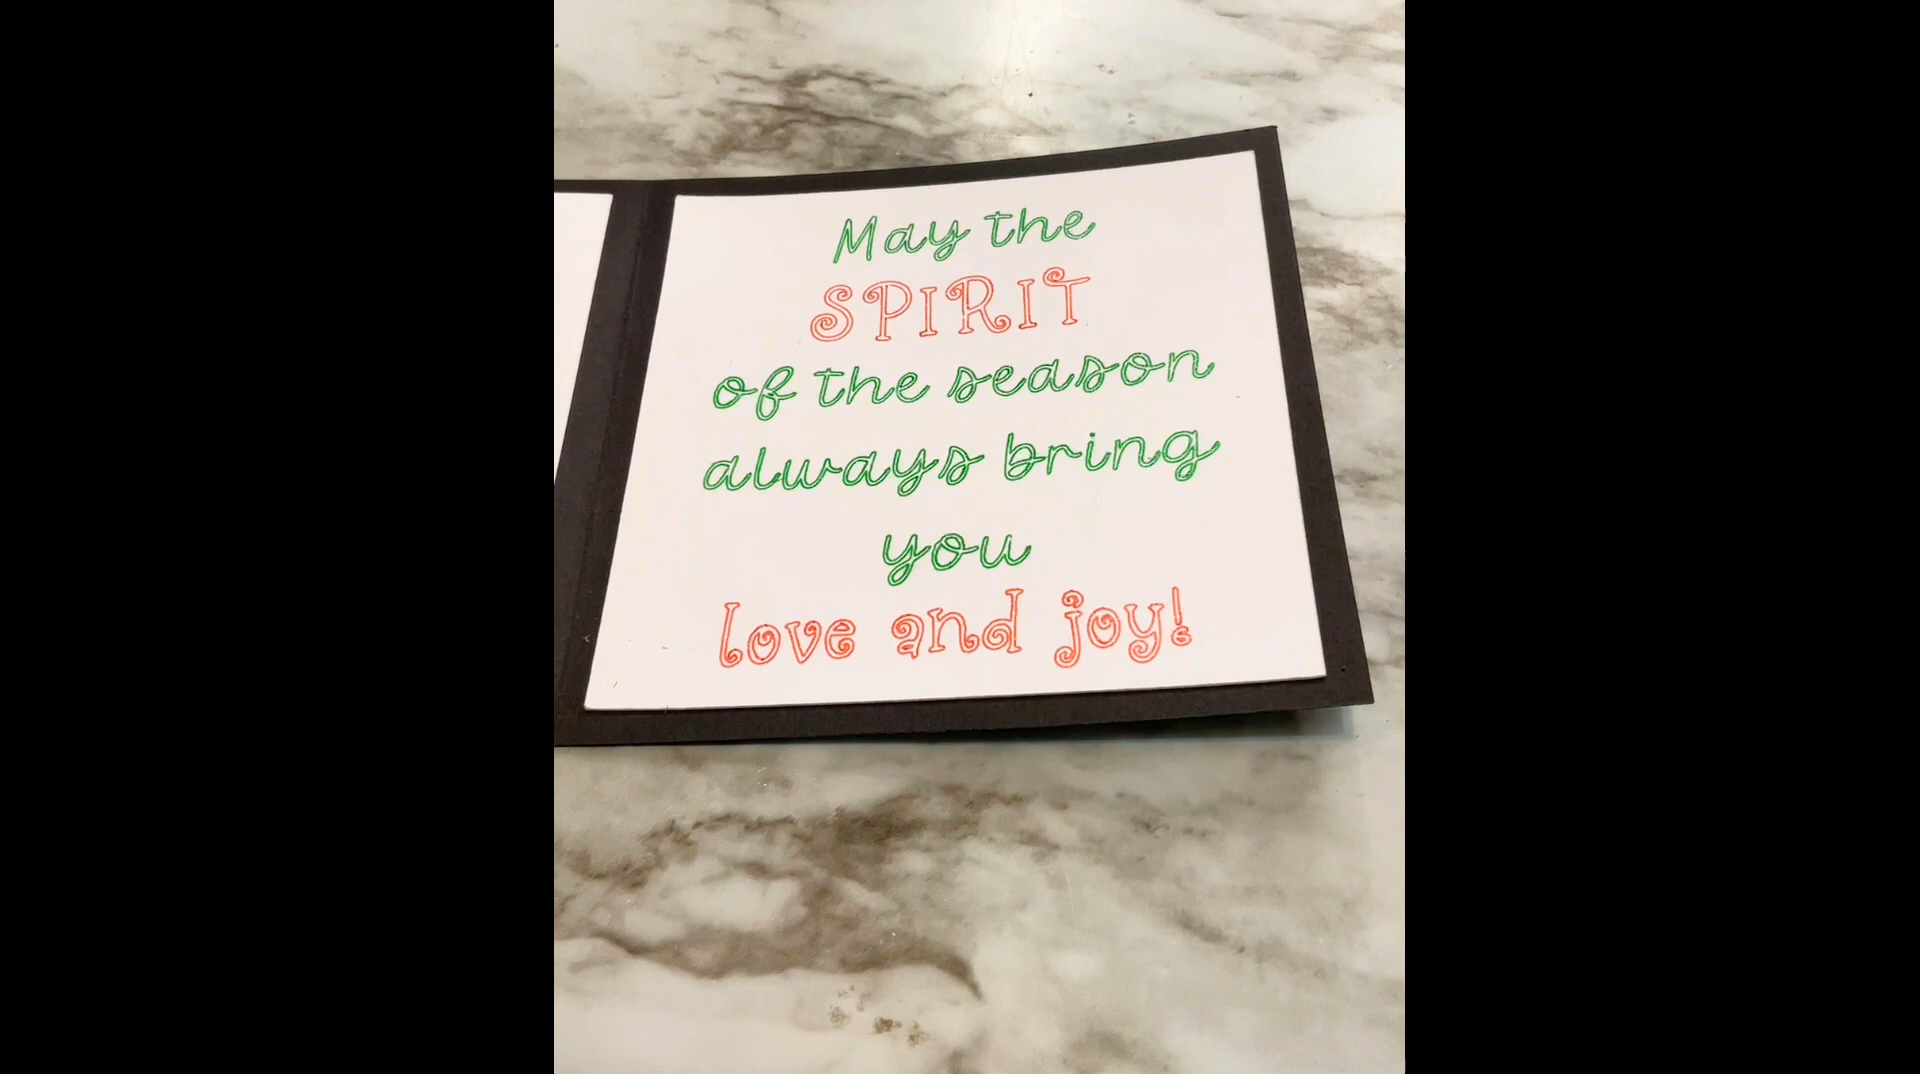 May the
SPIRIT
of the season
always bring
you
love and joy!